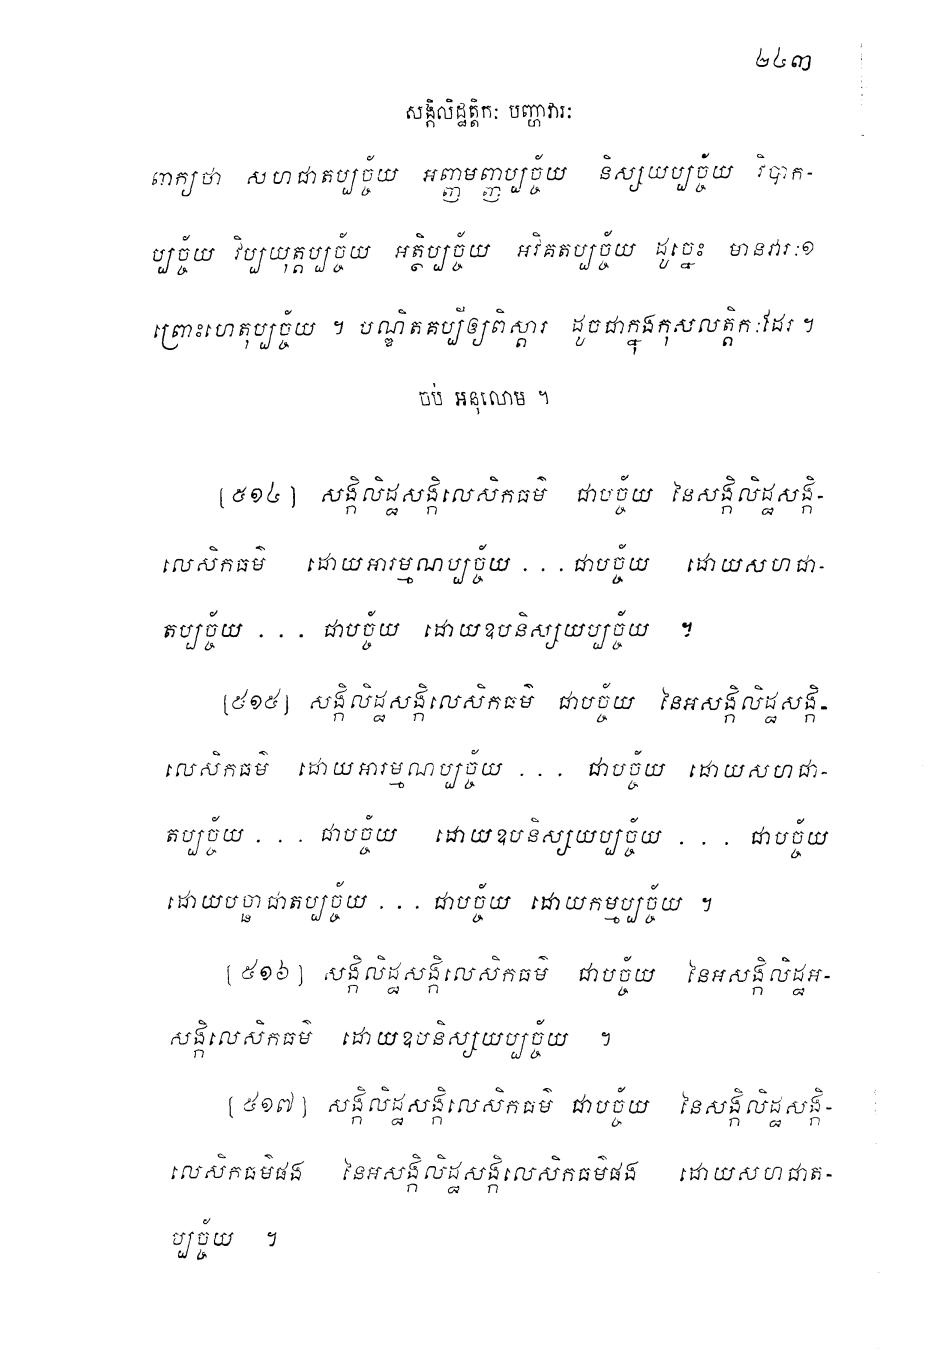 ២៤៣
សង្កិលិដ្ឋត្តិកៈ បញ្ហាវារៈ
ពាក្យថា សហជាតប្បច្ច័យ អញ្ញមញ្ញប្បច្ច័យ និស្សយប្បច្ច័យ វិបាក-
ប្បច្ច័យ វិប្បយុត្តប្បច្ច័យ អត្ថិប្បច្ច័យ អវិគតប្បច្ច័យ ដូច្នេះ មានវារៈ១
ព្រោះហេតុប្បច្ច័យ ។ បណ្ឌិតគប្បីឲ្យពិស្តារ ដូចជាក្នុងកុសលត្តិកៈដែរ ។
ចប់ អនុលោម ។
[៥១៤] សង្កិលិដ្ឋសង្កិលេសិកធម៌ ជាបច្ច័យ នៃសង្កិលិដ្ឋសង្កិ-
លេសិកធម៌ ដោយអារម្មណប្បច្ច័យ ... ជាបច្ច័យ ដោយសហជា-
តប្បច្ច័យ ... ជាបច្ច័យ ដោយឧបនិស្សយប្បច្ច័យ ។
[៥១៥] សង្កិលិដ្ឋសង្កិលេសិកធម៌ ជាបច្ច័យ នៃអសង្កិលិដ្ឋសង្កិ-
លេសិកធម៌ ដោយអារម្មណប្បច្ច័យ ... ជាបច្ច័យ ដោយសហជា-
តប្បច្ច័យ ... ជាបច្ច័យ ដោយឧបនិស្សយប្បច្ច័យ ... ជាបច្ច័យ
ដោយបច្ឆាជាតប្បច្ច័យ ... ជាបច្ច័យ ដោយកម្មប្បច្ច័យ ។
[៥១៦] សង្កិលិដ្ឋសង្កិលេសិកធម៌ ជាបច្ច័យ នៃអសង្កិលិដ្ឋអ-
សង្កិលេសិកធម៌ ដោយឧបនិស្សយប្បច្ច័យ ។
[៥១៧] សង្កិលិដ្ឋសង្កិលេសិកធម៌ ជាបច្ច័យ នៃសង្កិលិដ្ឋសង្កិ-
លេសិកធម៌ផង នៃអសង្កិលិដ្ឋសង្កិលេសិកធម៌ផង ដោយសហជាត-
ប្បច្ច័យ ។